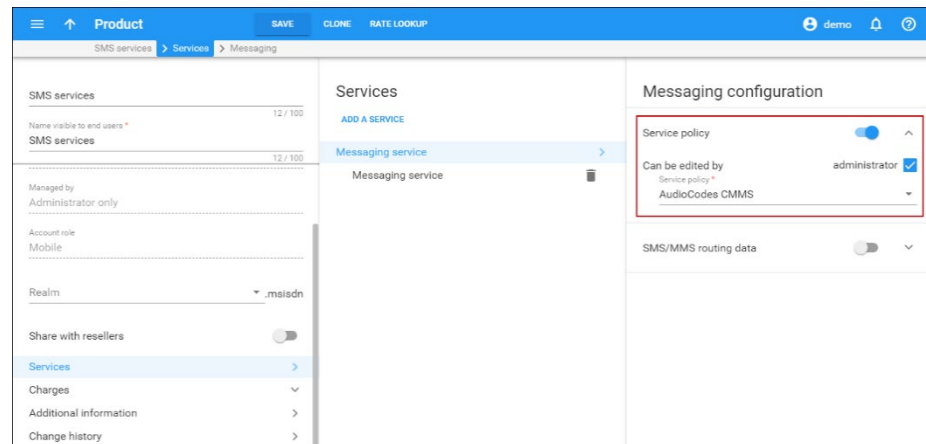 Product SAVE CLONE RATE LOOKUP demo
SMS services Services Messaging
SMS services
12 / 100
Name visible to end users *
SMS services
12 / 100
Managed by
Administrator only
Account role
Mobile
Realm .msisdn
Share with resellers
Services
Charges
Additional information
Change history
Services
ADD A SERVICE
Messaging service
Messaging service
Messaging configuration
Service policy
Can be edited by administrator
Service policy *
AudioCodes CMMS
SMS/MMS routing data